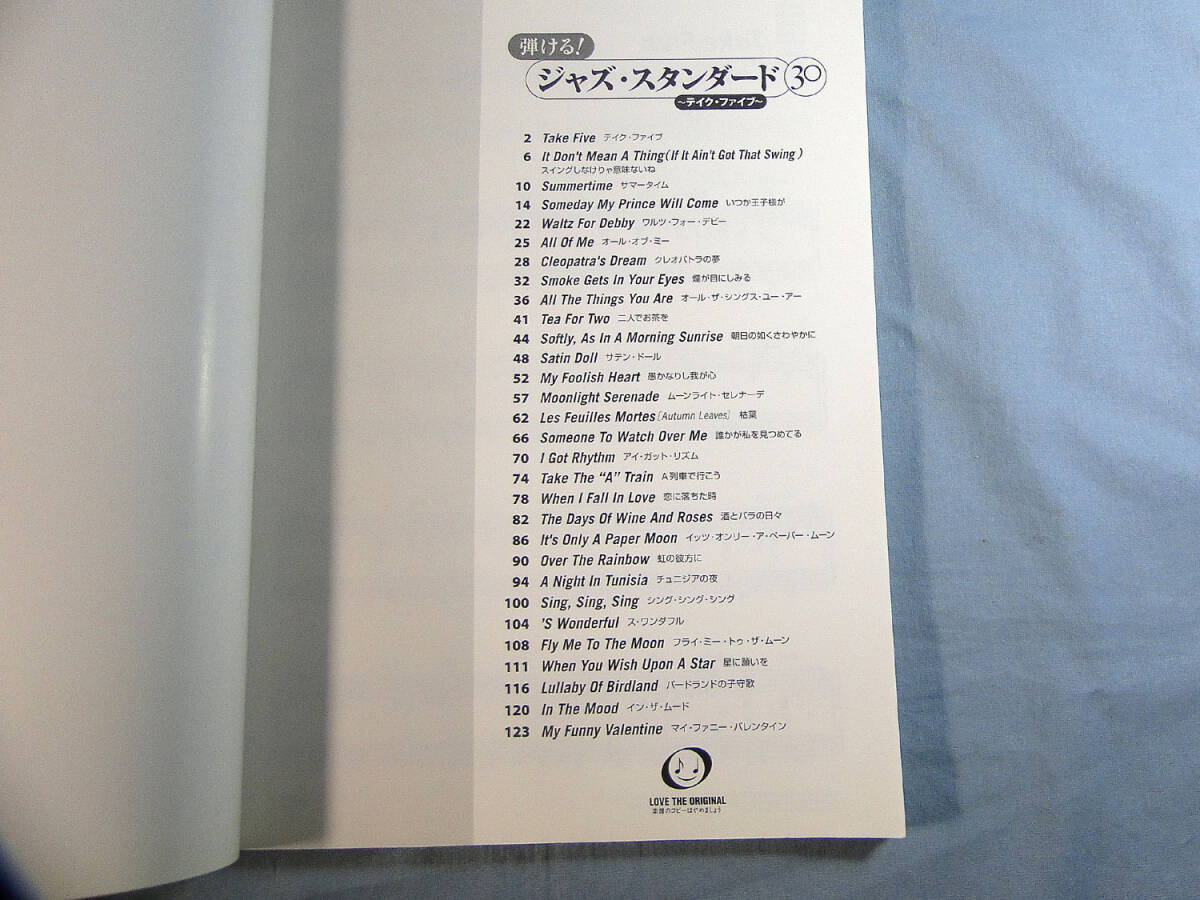 弾ける!
ジャズ・スタンダード 30
〜テイク・ファイブ〜
2 Take Five テイク・ファイブ
6 It Don't Mean A Thing(If It Ain't Got That Swing)
スイングしなけりゃ意味ないね
10 Summertime サマータイム
14 Someday My Prince Will Come いつか王子様が
22 Waltz For Debby ワルツ・フォー・デビー
25 All Of Me オール・オブ・ミー
28 Cleopatra's Dream クレオパトラの夢
32 Smoke Gets In Your Eyes 煙が目にしみる
36 All The Things You Are オール・ザ・シングス・ユー・アー
41 Tea For Two 二人でお茶を
44 Softly, As In A Morning Sunrise 朝日の如くさわやかに
48 Satin Doll サテン・ドール
52 My Foolish Heart 愚かなりし我が心
57 Moonlight Serenade ムーンライト・セレナーデ
62 Les Feuilles Mortes [Autumn Leaves] 枯葉
66 Someone To Watch Over Me 誰かが私を見つめてる
70 I Got Rhythm アイ・ガット・リズム
74 Take The “A” Train A列車で行こう
78 When I Fall In Love 恋に落ちた時
82 The Days Of Wine And Roses 酒とバラの日々
86 It's Only A Paper Moon イッツ・オンリー・ア・ペーパー・ムーン
90 Over The Rainbow 虹の彼方に
94 A Night In Tunisia チュニジアの夜
100 Sing, Sing, Sing シング・シング・シング
104 'S Wonderful ス・ワンダフル
108 Fly Me To The Moon フライ・ミー・トゥ・ザ・ムーン
111 When You Wish Upon A Star 星に願いを
116 Lullaby Of Birdland バードランドの子守歌
120 In The Mood イン・ザ・ムード
123 My Funny Valentine マイ・ファニー・バレンタイン
LOVE THE ORIGINAL
楽譜のコピーはやめましょう